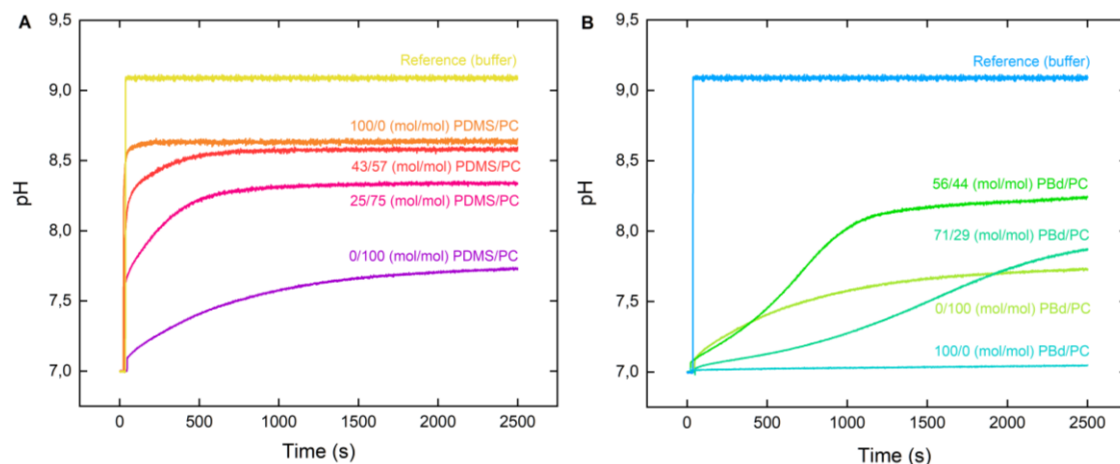 A
9,5
9,0
8,5
8,0
7,5
7,0
pH
Reference (buffer)
100/0 (mol/mol) PDMS/PC
43/57 (mol/mol) PDMS/PC
25/75 (mol/mol) PDMS/PC
0/100 (mol/mol) PDMS/PC
0 500 1000 1500 2000 2500
Time (s)
B
9,5
9,0
8,5
8,0
7,5
7,0
pH
Reference (buffer)
56/44 (mol/mol) PBd/PC
71/29 (mol/mol) PBd/PC
0/100 (mol/mol) PBd/PC
100/0 (mol/mol) PBd/PC
0 500 1000 1500 2000 2500
Time (s)